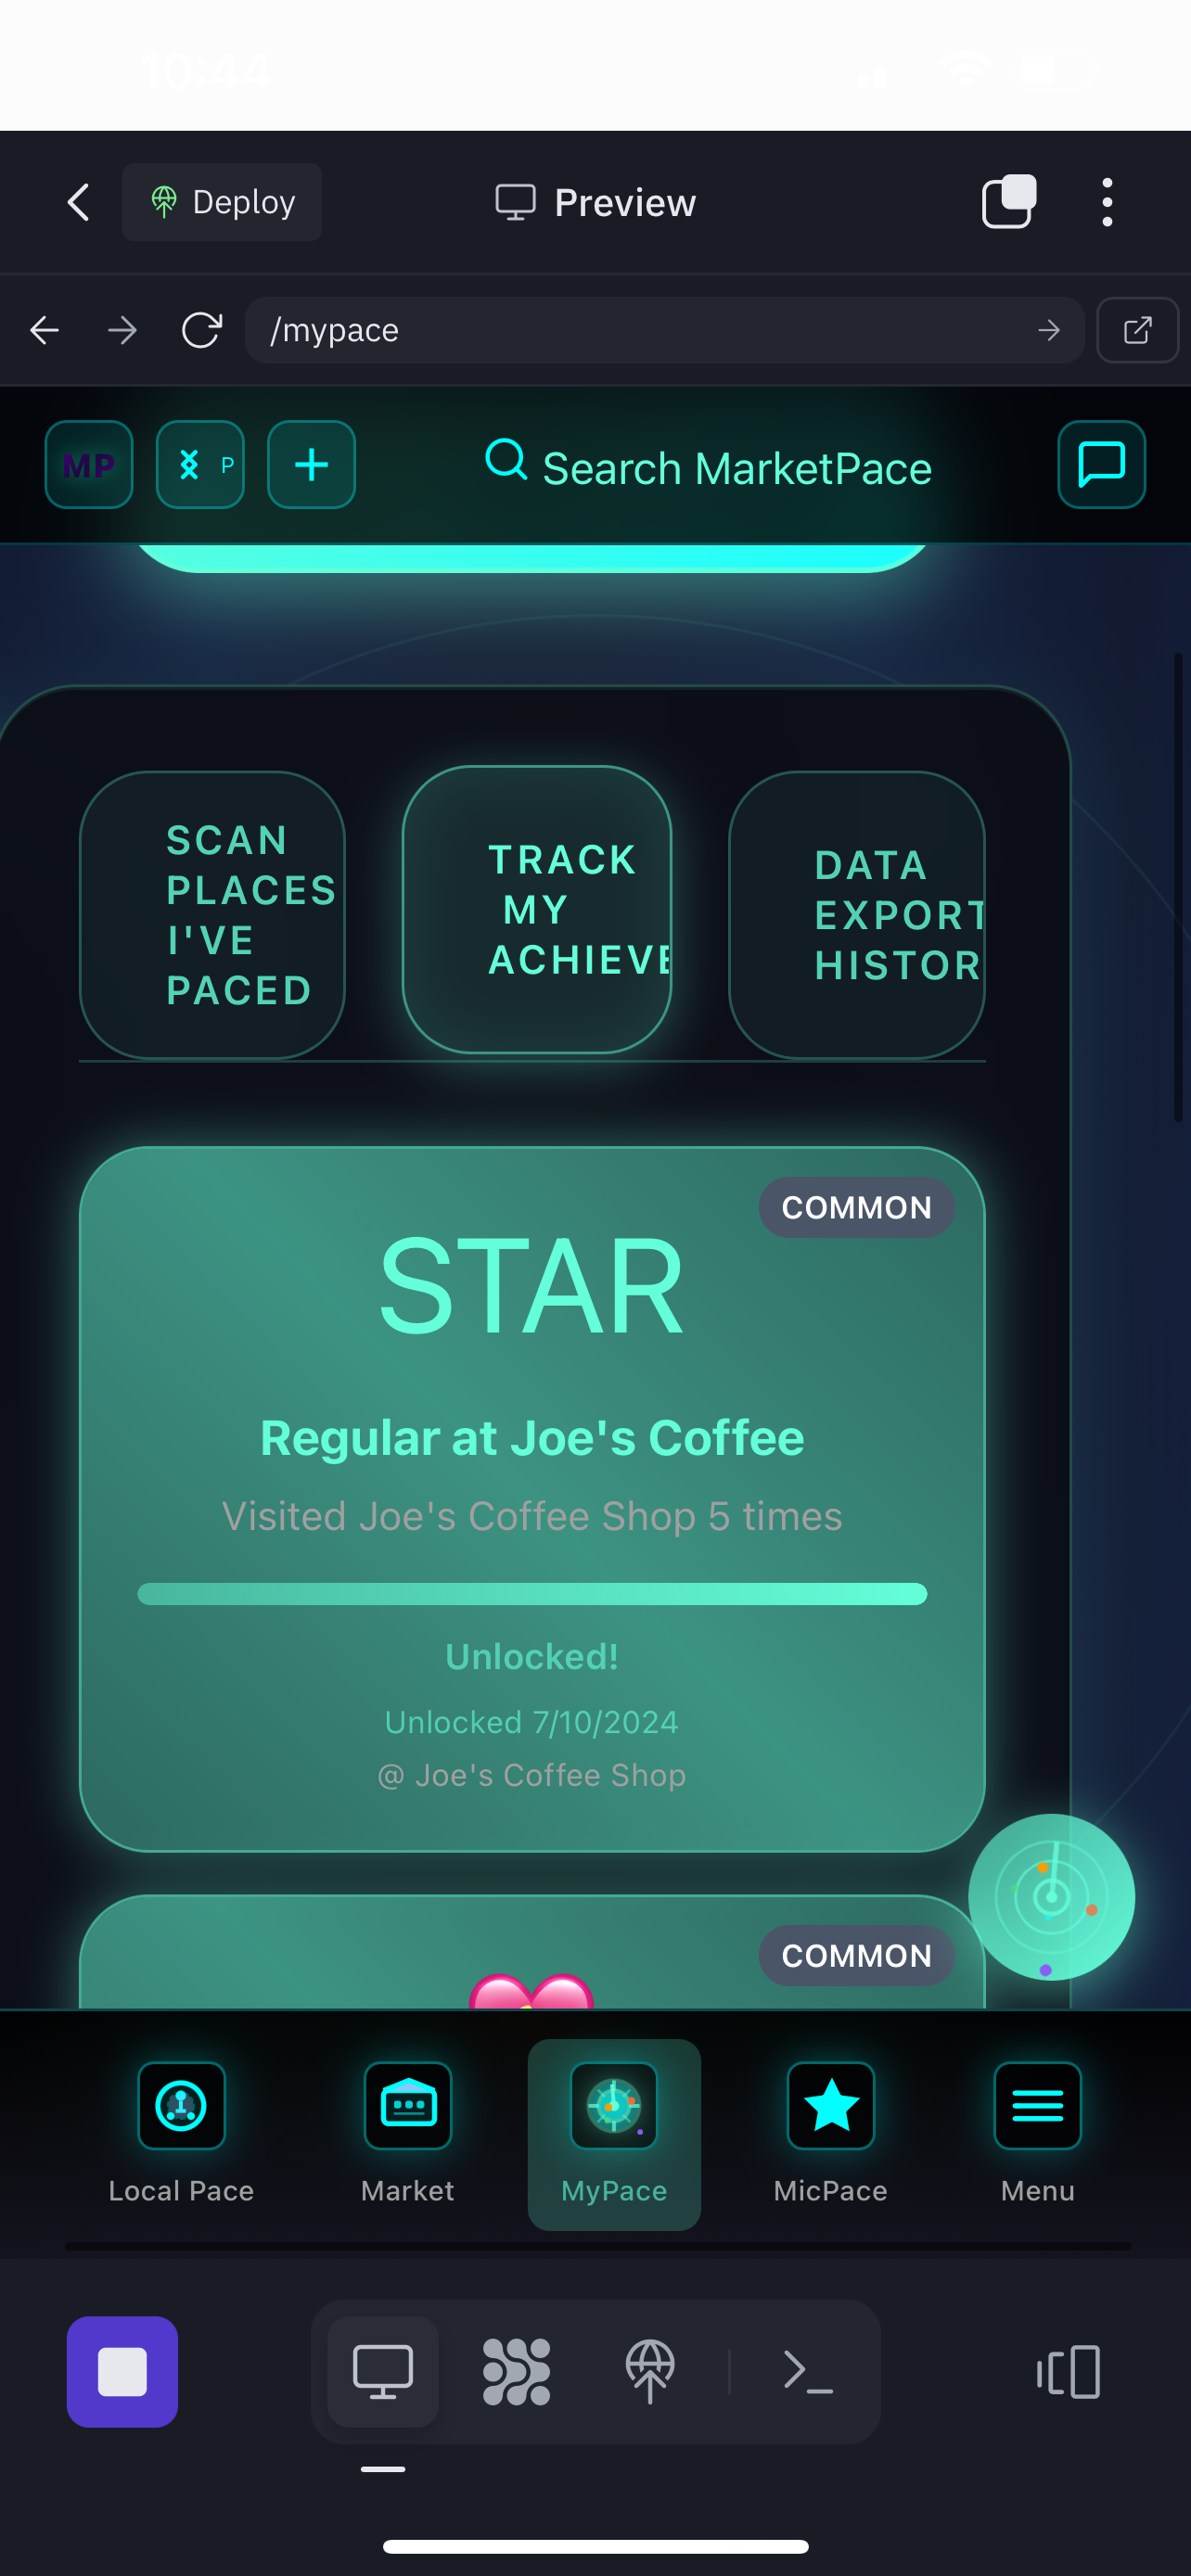 10:44
Deploy
Preview
/mypace
MP
P
Search MarketPace
SCAN
PLACES
I'VE
PACED
TRACK
MY
ACHIEVE
DATA
EXPORT
HISTOR
COMMON
STAR
Regular at Joe's Coffee
Visited Joe's Coffee Shop 5 times
Unlocked!
Unlocked 7/10/2024
@ Joe's Coffee Shop
COMMON
Local Pace
Market
MyPace
MicPace
Menu